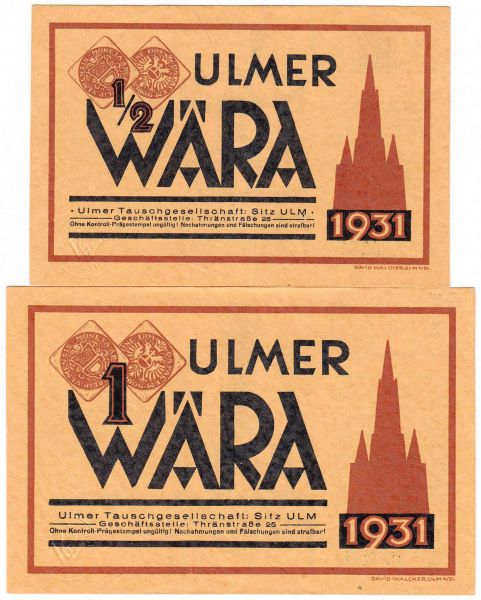 ULMER
1/2
WÄRA
· Ulmer Tauschgesellschaft: Sitz ULM ·
Geschäftsstelle: Thränstraße 25
Ohne Kontroll-Prägestempel ungültig! Nachahmungen und Fälschungen sind strafbar!
1931
DAVID WALCHER, ULM A/D.
ULMER
1
WÄRA
Ulmer Tauschgesellschaft: Sitz ULM
Geschäftsstelle: Thränstraße 25
Ohne Kontroll-Prägestempel ungültig! Nachahmungen und Fälschungen sind strafbar!
1931
DAVID WALCHER, ULM A/D.